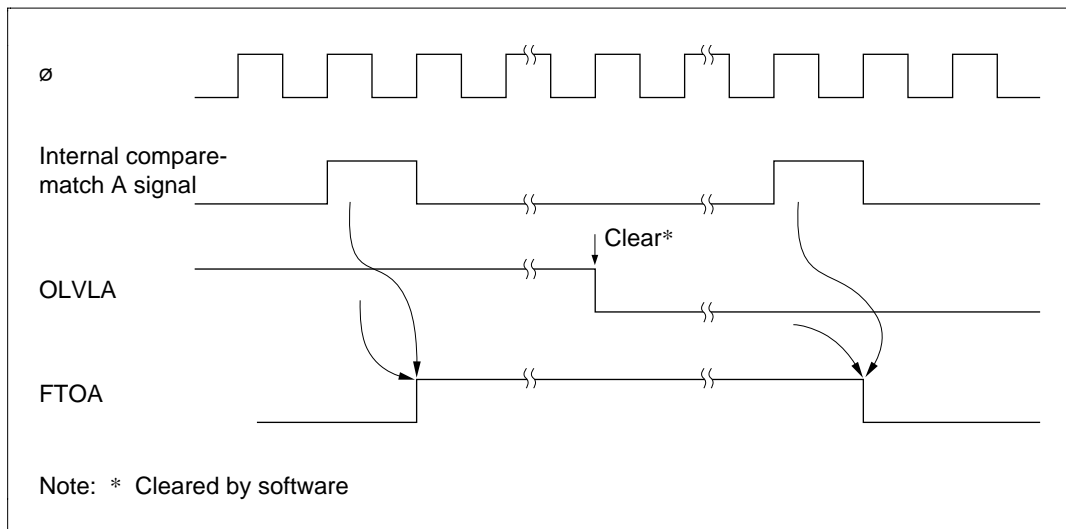 ø
Internal compare-
match A signal
Clear*
OLVLA
FTOA
Note: * Cleared by software